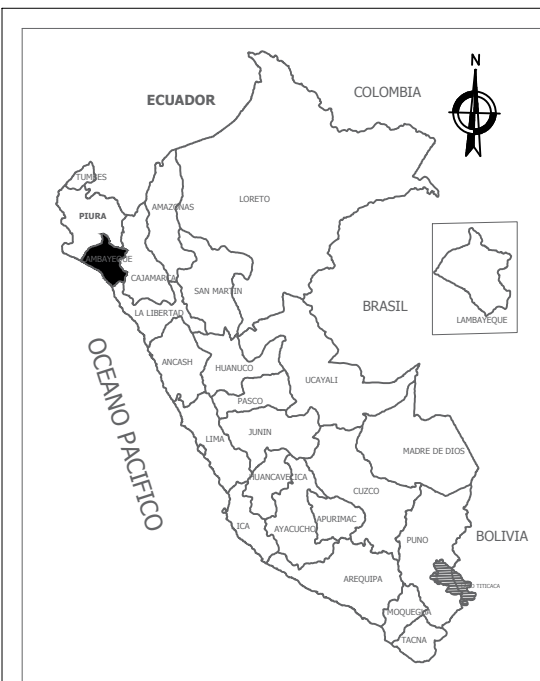 N
COLOMBIA
ECUADOR
TUMBES
LORETO
AMAZONAS
PIURA
LAMBAYEQUE
CAJAMARCA
SAN MARTIN
BRASIL
LAMBAYEQUE
LA LIBERTAD
OCEANO PACIFICO
ANCASH
HUANUCO
UCAYALI
PASCO
LIMA
JUNIN
MADRE DE DIOS
HUANCAVELICA
CUZCO
ICA
AYACUCHO
APURIMAC
PUNO
BOLIVIA
AREQUIPA
TITICACA
MOQUEGUA
TACNA